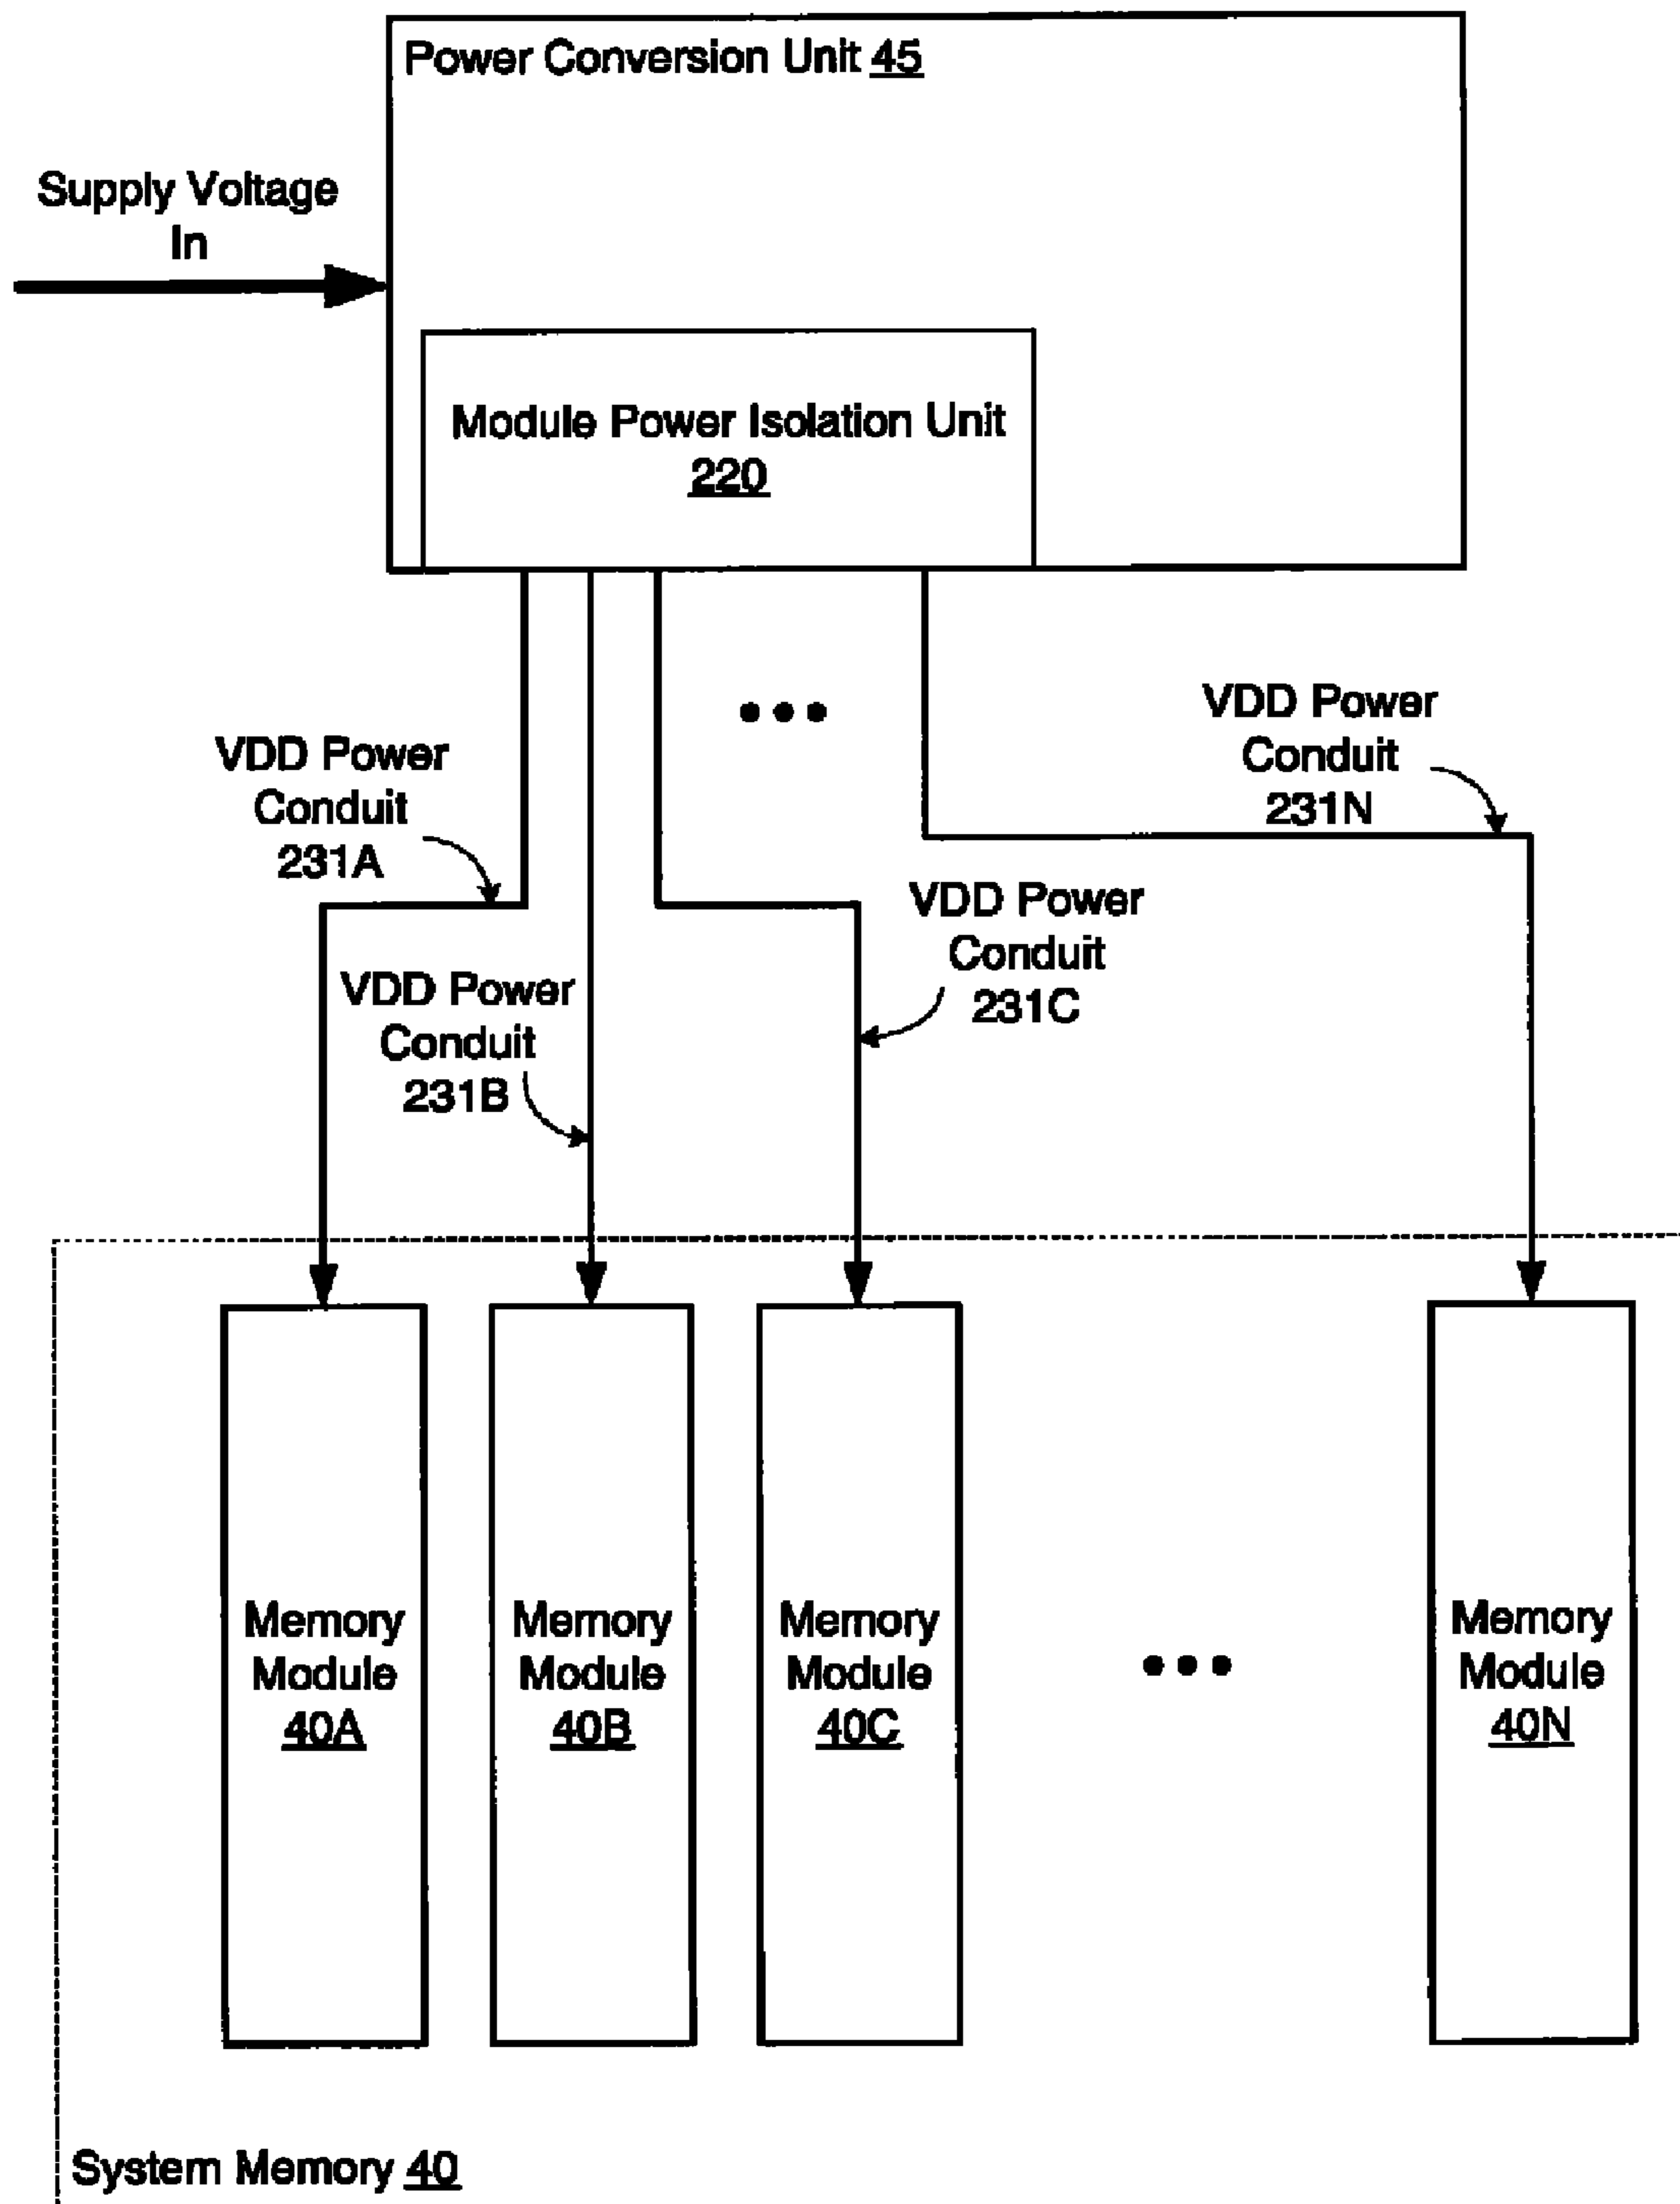 Power Conversion Unit 45
Supply Voltage
In
Module Power Isolation Unit
220
VDD Power
Conduit
231A
VDD Power
Conduit
231B
VDD Power
Conduit
231C
VDD Power
Conduit
231N
Memory
Module
40A
Memory
Module
40B
Memory
Module
40C
Memory
Module
40N
System Memory 40